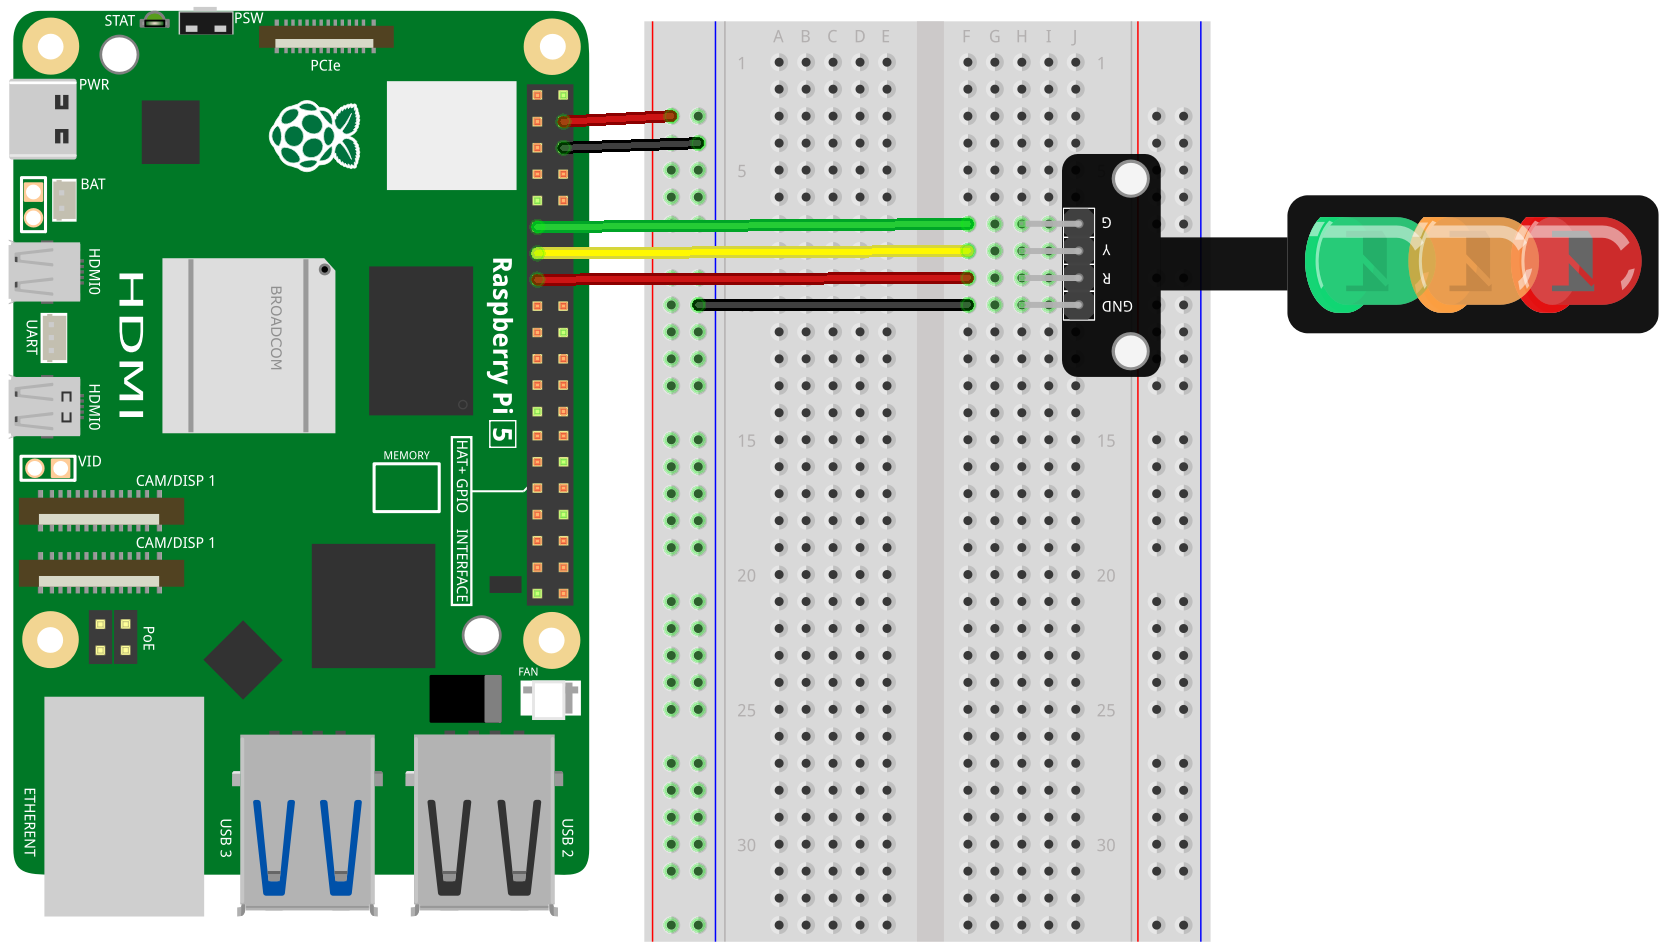 STAT
PSW
PCIe
PWR
BAT
HDMI0
HDMI
UART
HDMI0
VID
CAM/DISP 1
CAM/DISP 1
BROADCOM
Raspberry Pi 5
MEMORY
HAT+ GPIO INTERFACE
PoE
FAN
ETHERENT
USB 3
USB 2
A B C D E F G H I J
1 1
5
15 15
20 20
25 25
30 30
G
Y
R
GND